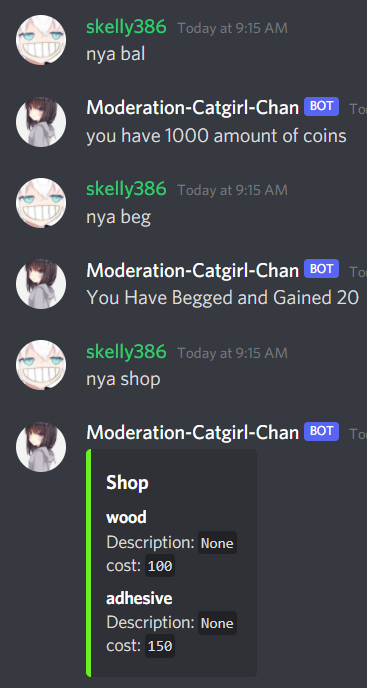 skelly386 Today at 9:15 AM
nya bal
Moderation-Catgirl-Chan BOT To
you have 1000 amount of coins
skelly386 Today at 9:15 AM
nya beg
Moderation-Catgirl-Chan BOT To
You Have Begged and Gained 20
skelly386 Today at 9:15 AM
nya shop
Moderation-Catgirl-Chan BOT To
Shop
wood
Description: None
cost: 100
adhesive
Description: None
cost: 150